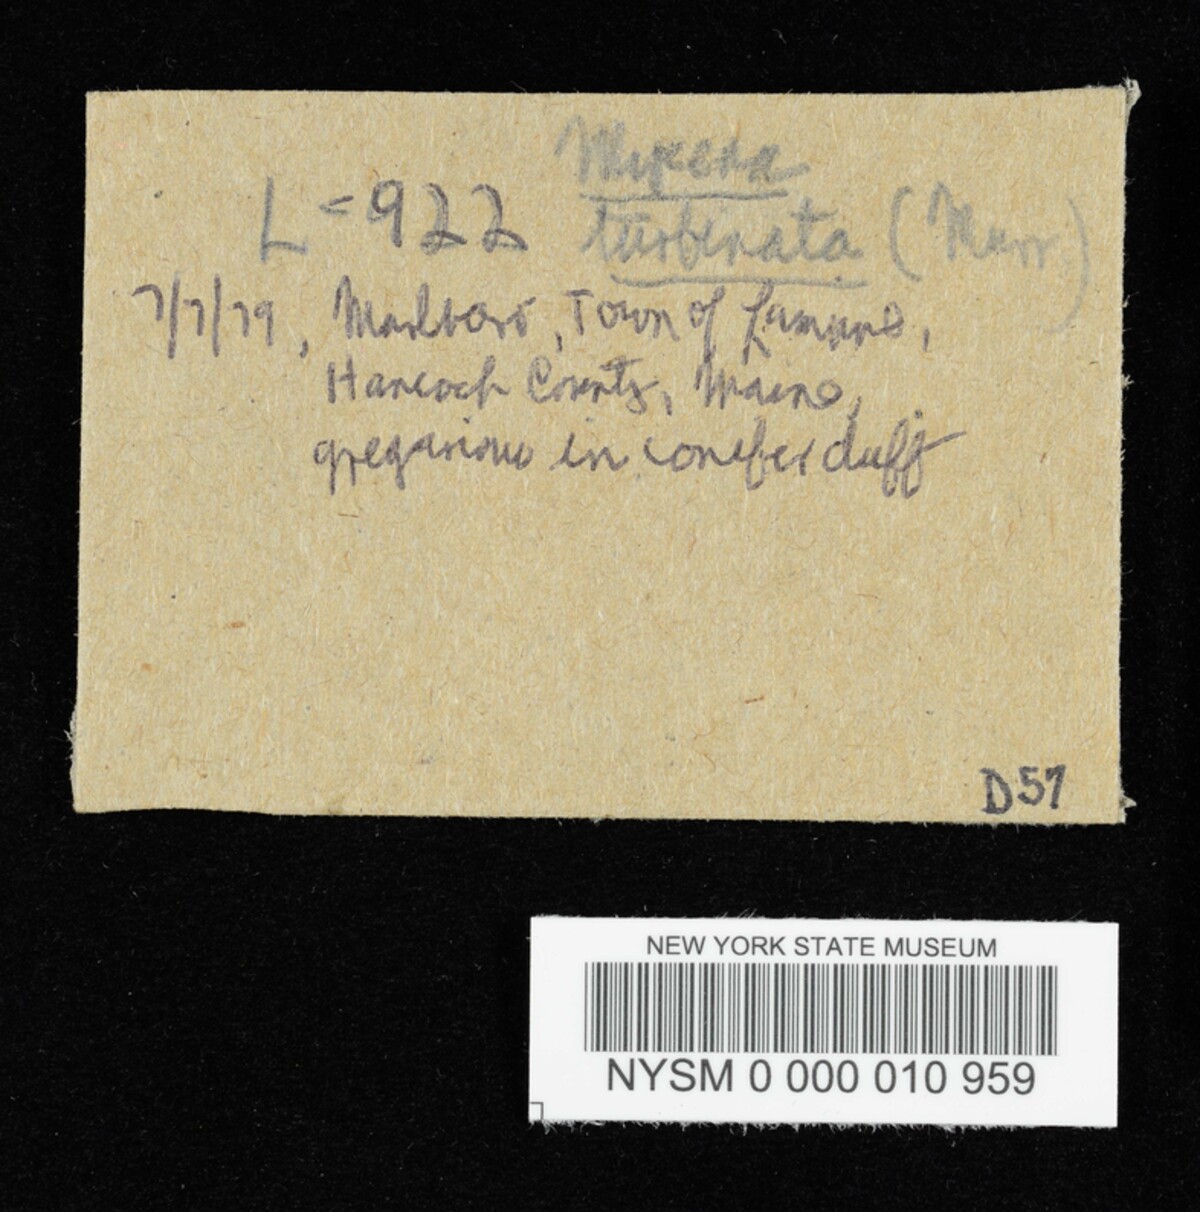 Mycena
L-922 turbinata (Murr.)
7/7/79, Marlboro, Town of Lamoine,
Hancock County, Maine,
gregarious in conifer duff
D57
NEW YORK STATE MUSEUM
NYSM 0 000 010 959